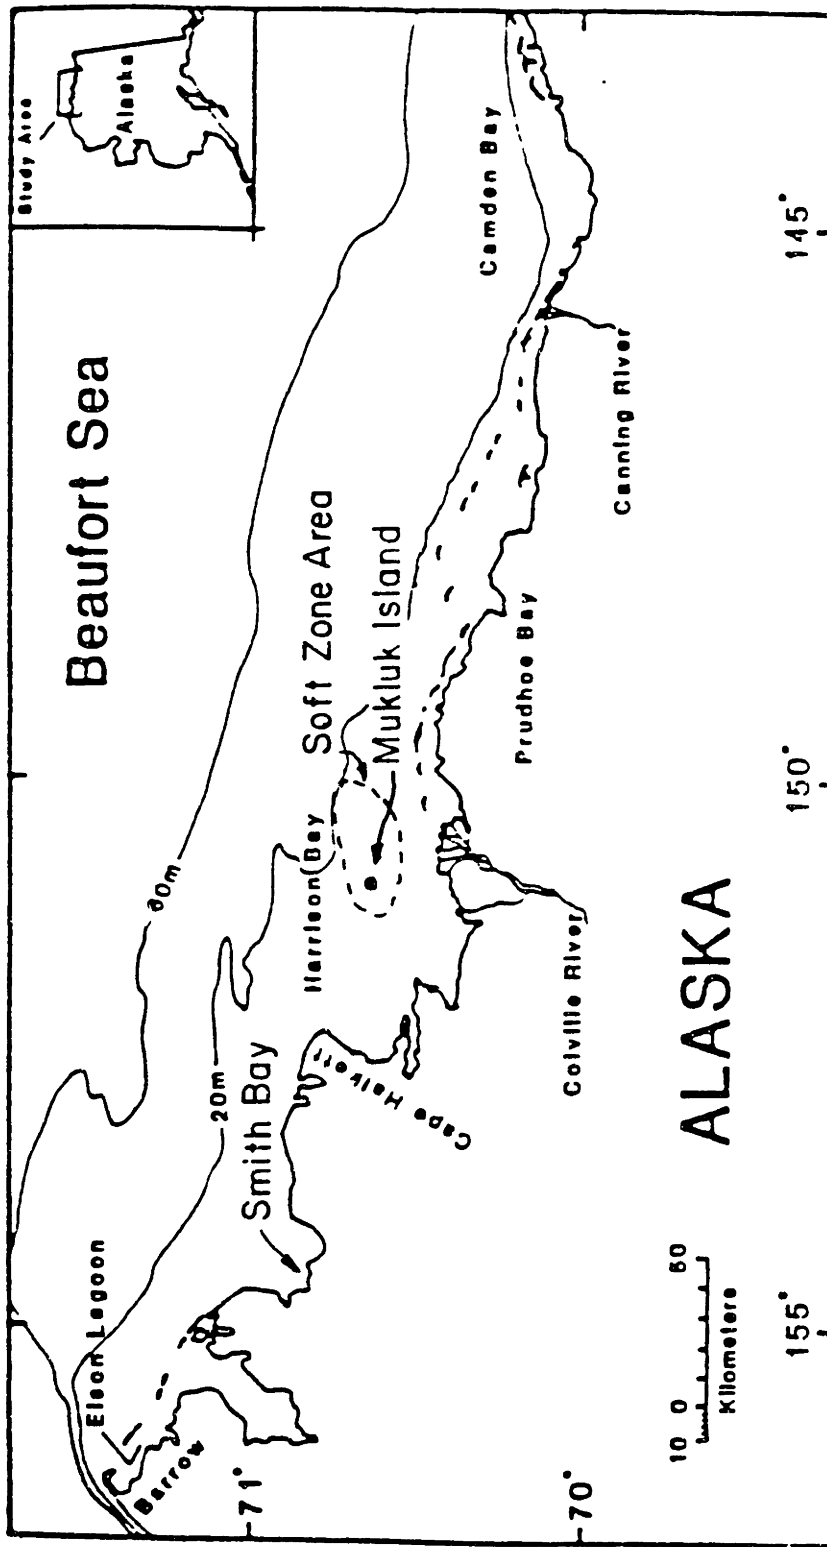 Study Area
Alaska
Beaufort Sea
60m
20m
Elson Lagoon
Barrow
Smith Bay
Cape Halkett
Harrison Bay
Soft Zone Area
Mukluk Island
Camden Bay
Colville River
Prudhoe Bay
Canning River
71°
70°
ALASKA
10 0 50
Kilometers
155°
150°
145°